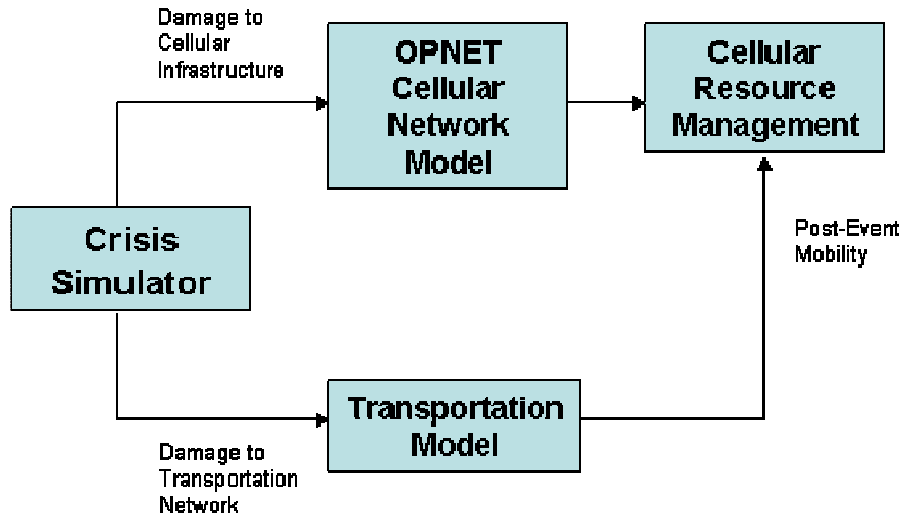 Damage to
Cellular
Infrastructure
OPNET
Cellular
Network
Model
Cellular
Resource
Management
Crisis
Simulator
Post-Event
Mobility
Transportation
Model
Damage to
Transportation
Network